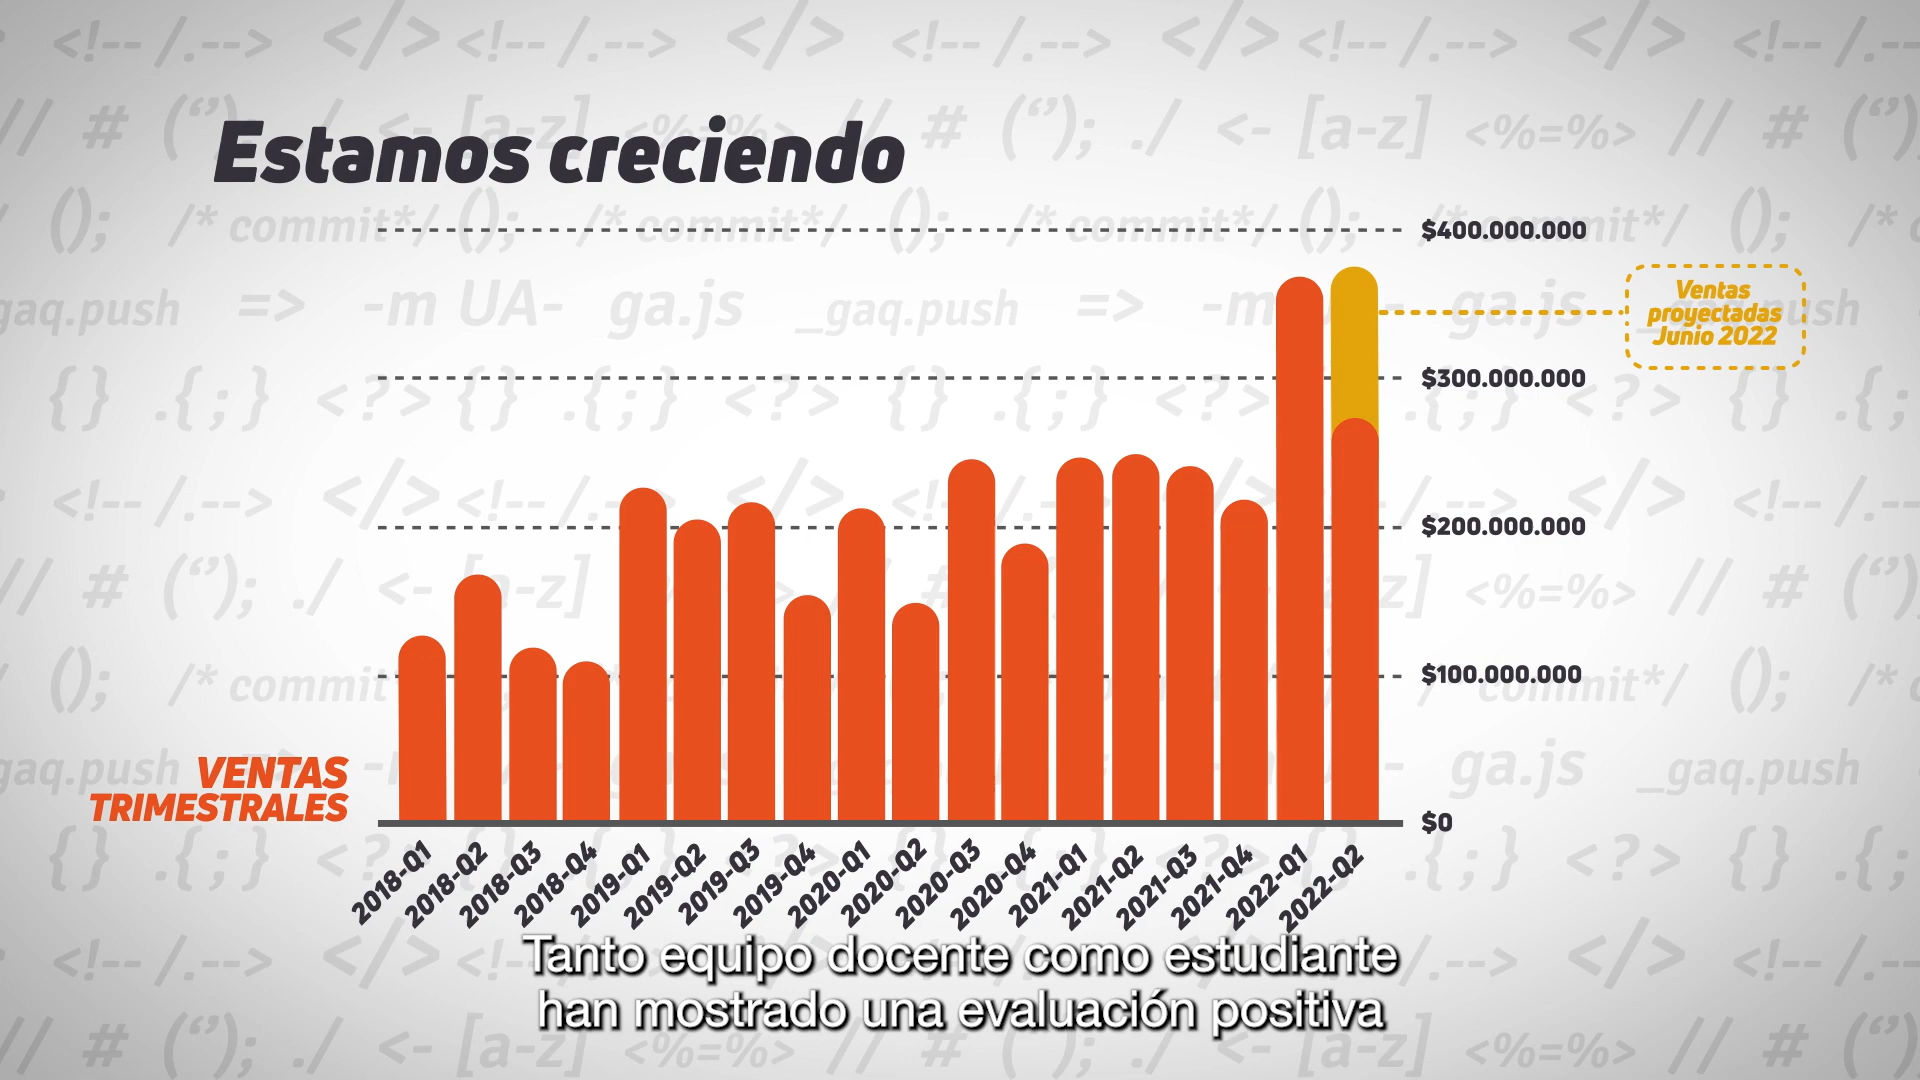 Estamos creciendo
$400.000.000
Ventas
proyectadas
Junio 2022
$300.000.000
$200.000.000
$100.000.000
VENTAS
TRIMESTRALES
$0
2018-Q1
2018-Q2
2018-Q3
2018-Q4
2019-Q1
2019-Q2
2019-Q3
2019-Q4
2020-Q1
2020-Q2
2020-Q3
2020-Q4
2021-Q1
2021-Q2
2021-Q3
2021-Q4
2022-Q1
2022-Q2
Tanto equipo docente como estudiante
han mostrado una evaluación positiva